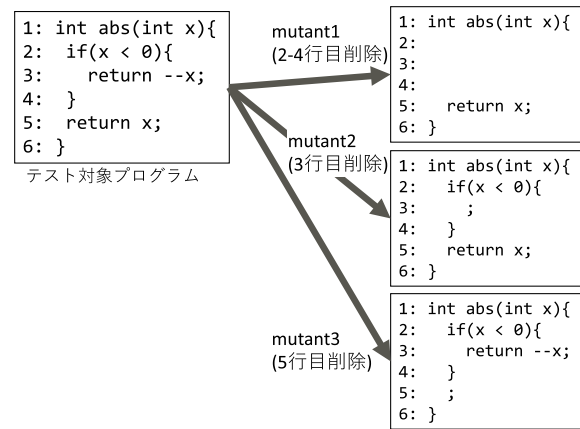 1: int abs(int x){
2:  if(x < 0){
3:    return --x;
4:  }
5:  return x;
6: }
テスト対象プログラム
mutant1
(2-4行目削除)
1: int abs(int x){
2:
3:
4:
5:   return x;
6: }
mutant2
(3行目削除)
1: int abs(int x){
2:   if(x < 0){
3:     ;
4:   }
5:   return x;
6: }
mutant3
(5行目削除)
1: int abs(int x){
2:   if(x < 0){
3:     return --x;
4:   }
5:   ;
6: }